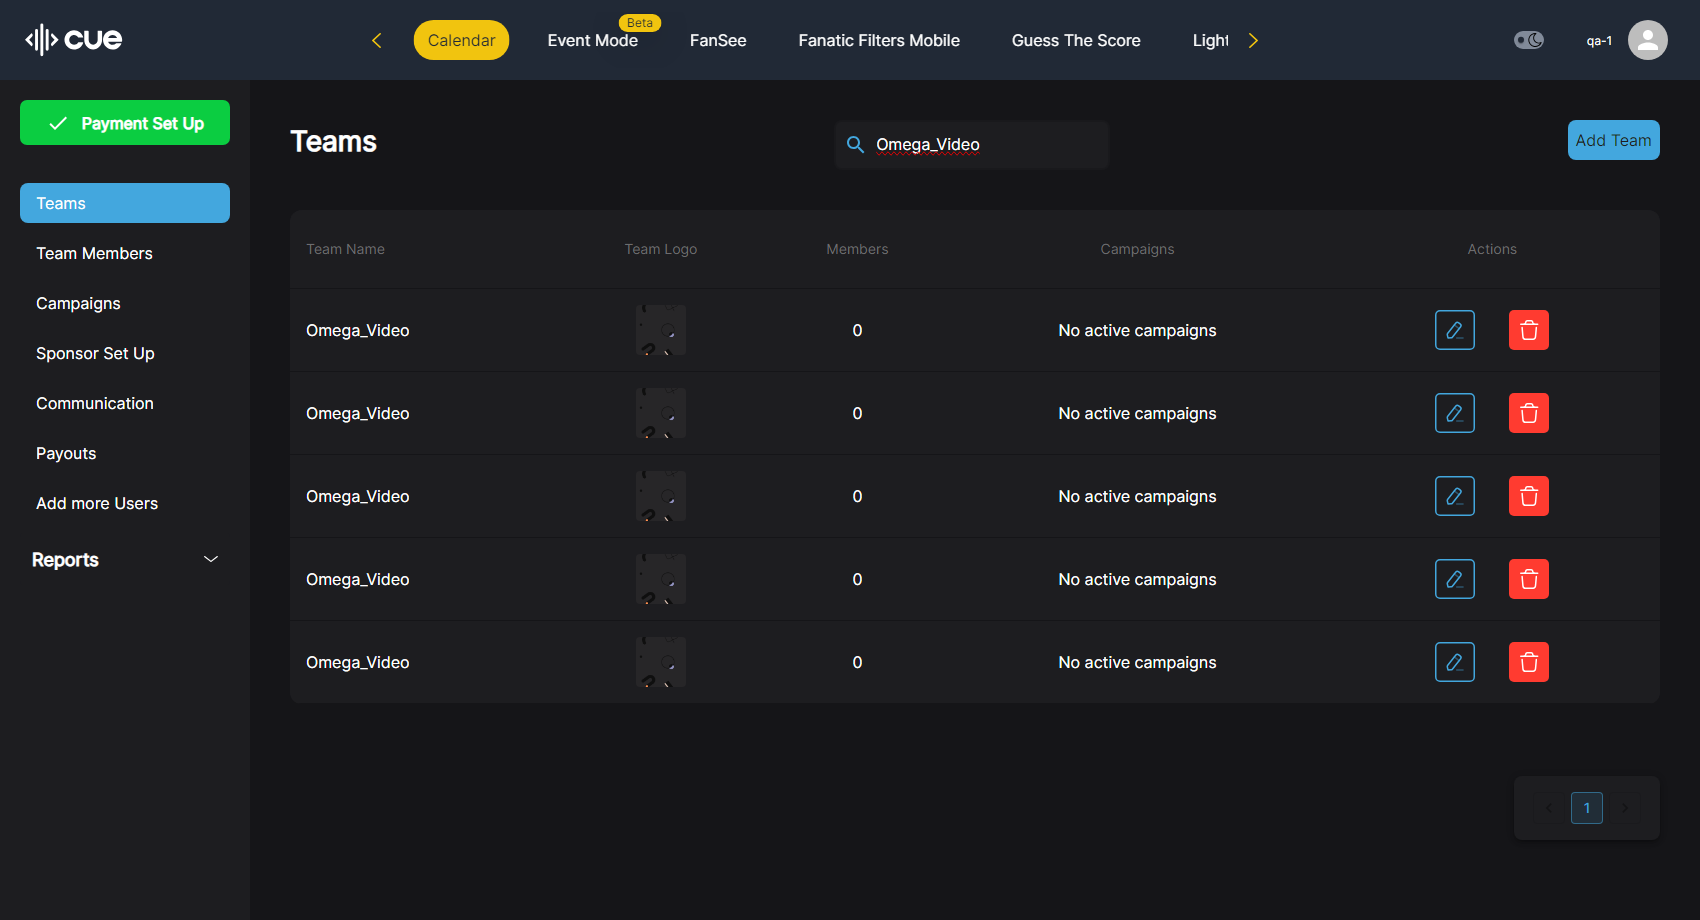 cue
Calendar
Event Mode
Beta
FanSee
Fanatic Filters Mobile
Guess The Score
Light
qa-1
Payment Set Up
Teams
Team Members
Campaigns
Sponsor Set Up
Communication
Payouts
Add more Users
Reports
Teams
Omega_Video
Add Team
Team Name Team Logo Members Campaigns Actions
Omega_Video 0 No active campaigns
Omega_Video 0 No active campaigns
Omega_Video 0 No active campaigns
Omega_Video 0 No active campaigns
Omega_Video 0 No active campaigns
1